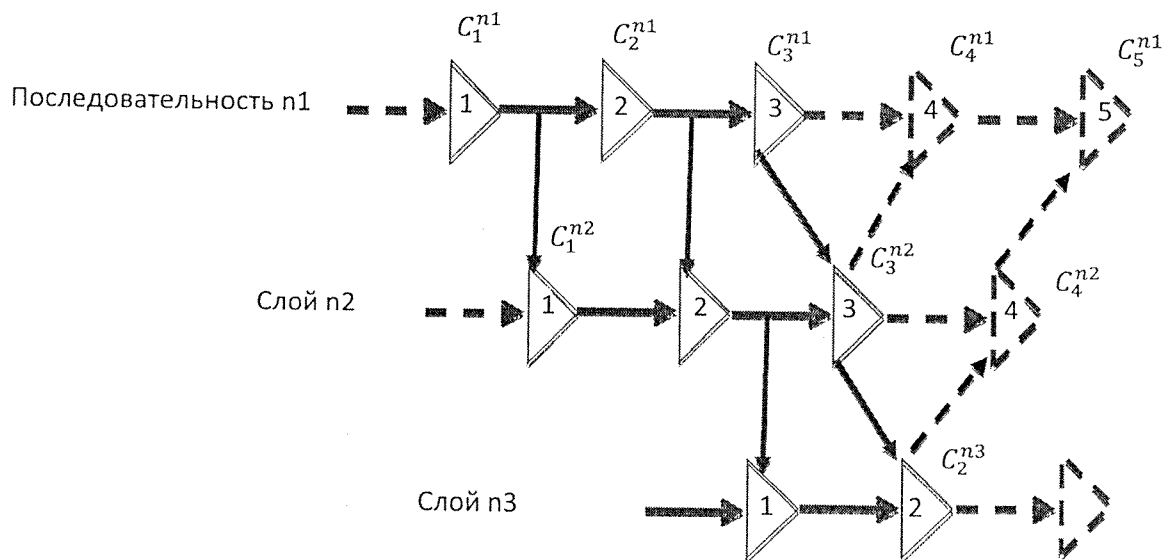 C_1^{n1} C_2^{n1} C_3^{n1} C_4^{n1} C_5^{n1}
Последовательность n1 1 2 3 4 5
C_1^{n2} C_3^{n2} C_4^{n2}
Слой n2 1 2 3 4
C_2^{n3}
Слой n3 1 2